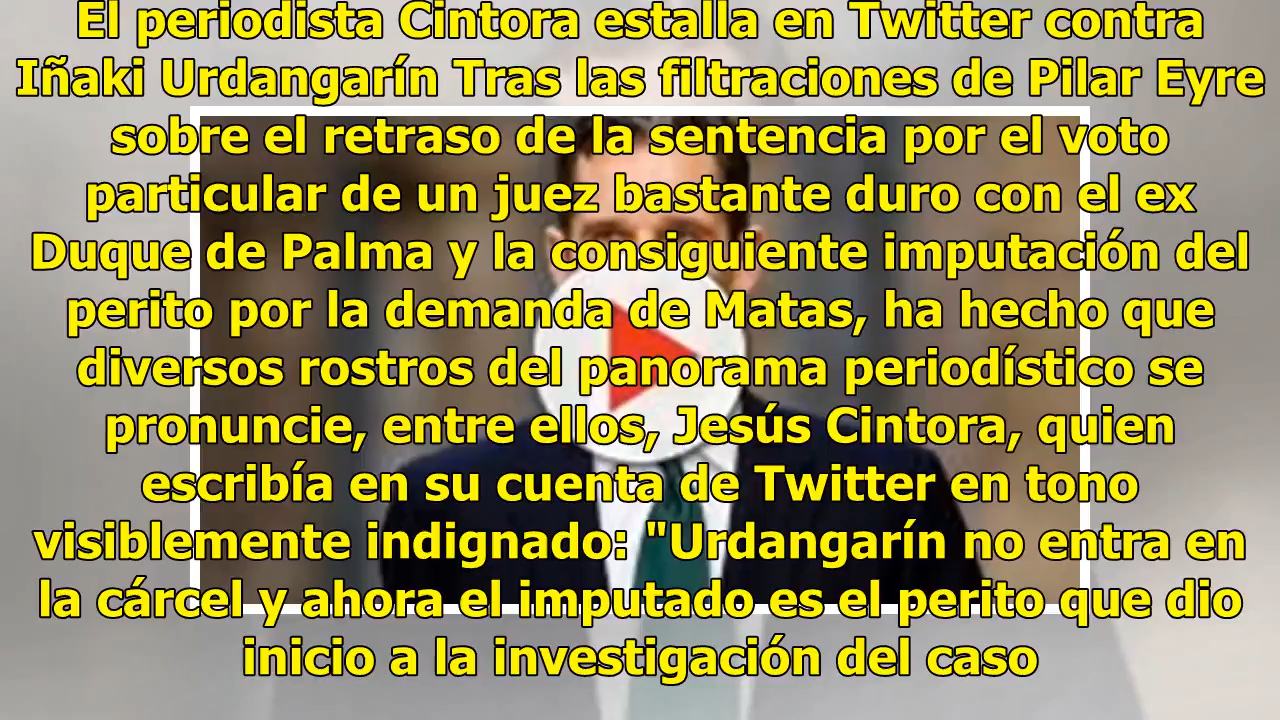 El periodista Cintora estalla en Twitter contra
Iñaki Urdangarín Tras las filtraciones de Pilar Eyre
sobre el retraso de la sentencia por el voto
particular de un juez bastante duro con el ex
Duque de Palma y la consiguiente imputación del
perito por la demanda de Matas, ha hecho que
diversos rostros del panorama periodístico se
pronuncie, entre ellos, Jesús Cintora, quien
escribía en su cuenta de Twitter en tono
visiblemente indignado: "Urdangarín no entra en
la cárcel y ahora el imputado es el perito que dio
inicio a la investigación del caso